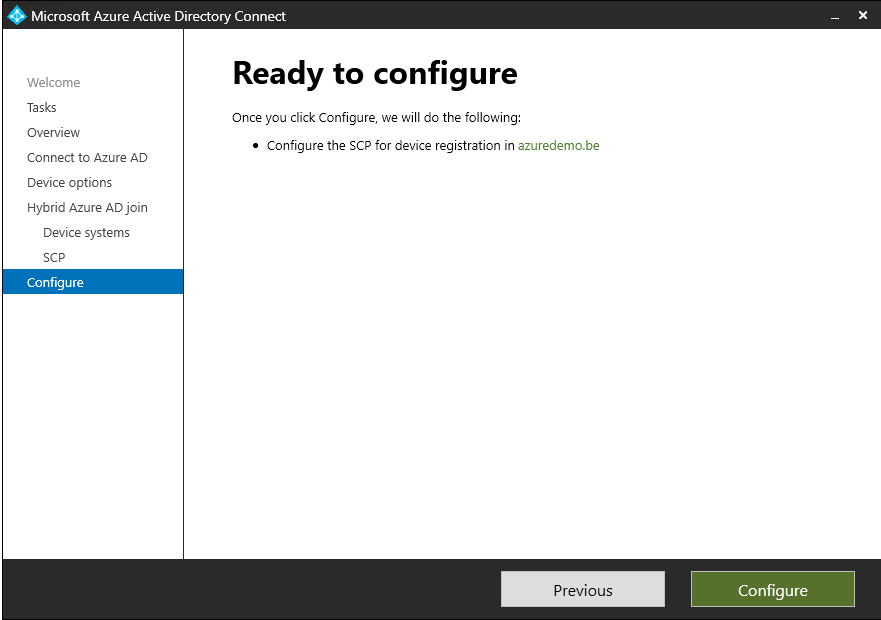 Microsoft Azure Active Directory Connect
Welcome
Tasks
Overview
Connect to Azure AD
Device options
Hybrid Azure AD join
Device systems
SCP
Configure
Ready to configure
Once you click Configure, we will do the following:
Configure the SCP for device registration in azuredemo.be
Previous
Configure